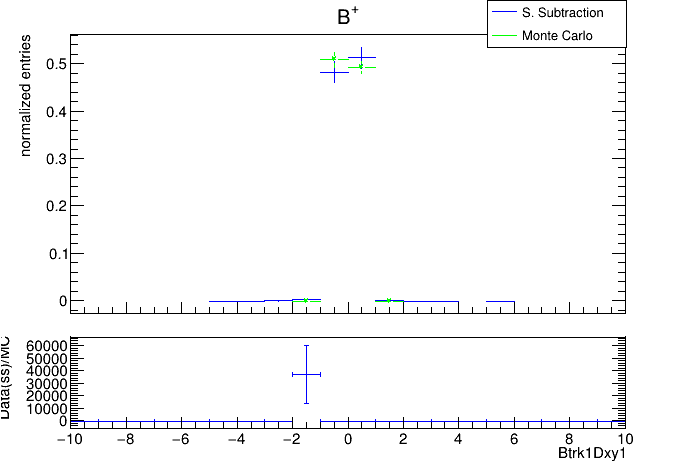 B+
S. Subtraction
Monte Carlo
normalized entries
0.5
0.4
0.3
0.2
0.1
0
Data(ss)/MC
60000
50000
40000
30000
20000
10000
0
−10 −8 −6 −4 −2 0 2 4 6 8 10
Btrk1Dxy1